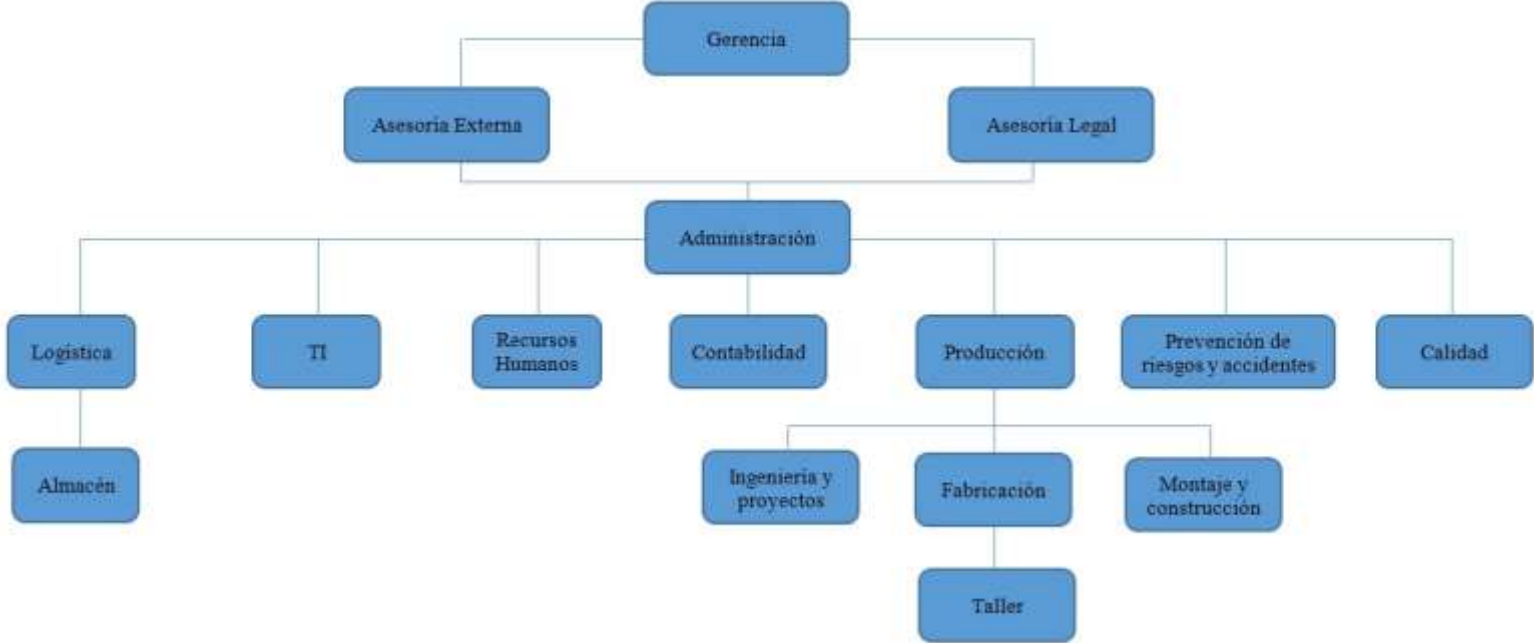 Gerencia
Asesoría Externa
Asesoría Legal
Administración
Logística
TI
Recursos
Humanos
Contabilidad
Producción
Prevención de
riesgos y accidentes
Calidad
Almacén
Ingeniería y
proyectos
Fabricación
Montaje y
construcción
Taller